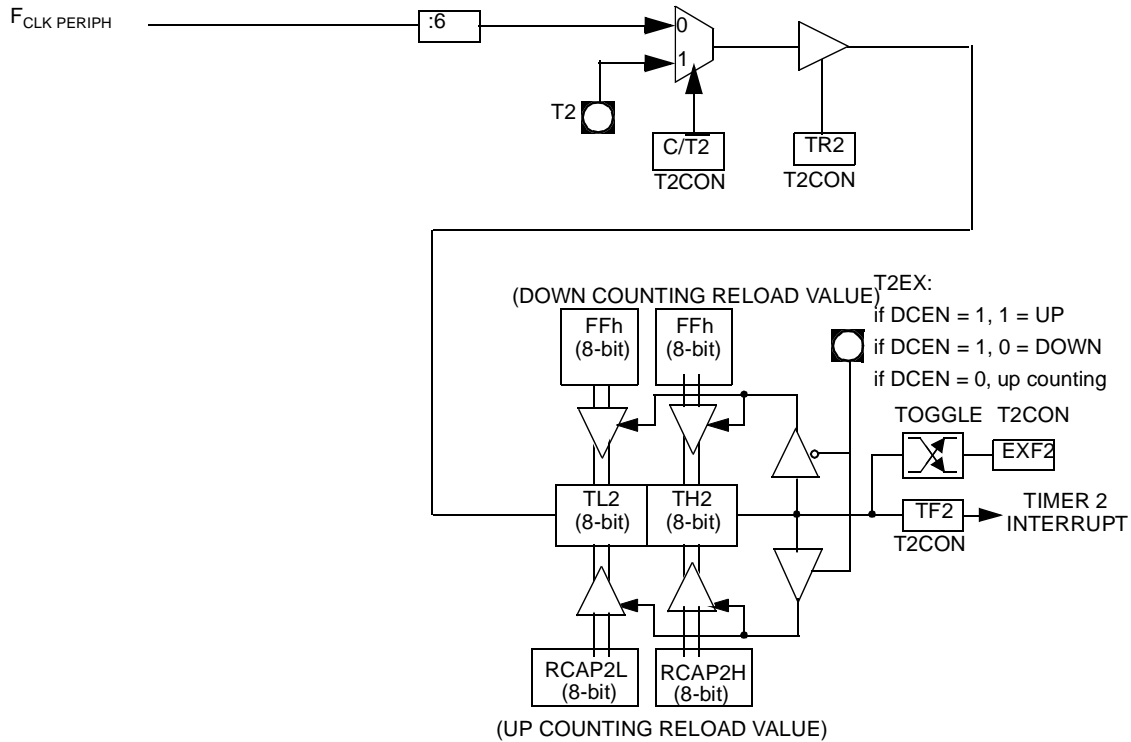 FCLK PERIPH
:6
0
1
T2
C/T2
TR2
T2CON
T2CON
T2EX:
(DOWN COUNTING RELOAD VALUE)
if DCEN = 1, 1 = UP
FFh
(8-bit)
FFh
(8-bit)
if DCEN = 1, 0 = DOWN
if DCEN = 0, up counting
TOGGLE T2CON
EXF2
TL2
(8-bit)
TH2
(8-bit)
TF2
T2CON
TIMER 2
INTERRUPT
RCAP2L
(8-bit)
RCAP2H
(8-bit)
(UP COUNTING RELOAD VALUE)